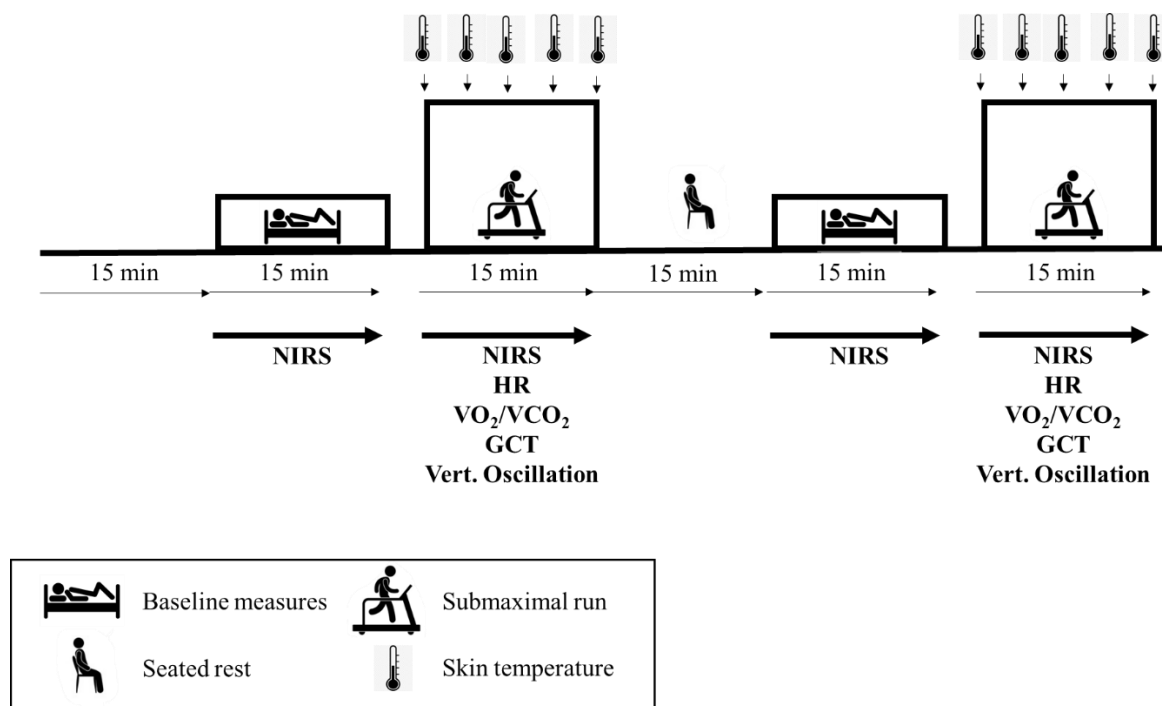 15 min 15 min 15 min 15 min 15 min 15 min
NIRS NIRS NIRS NIRS
HR HR
VO₂/VCO₂ VO₂/VCO₂
GCT GCT
Vert. Oscillation Vert. Oscillation
Baseline measures Submaximal run
Seated rest Skin temperature